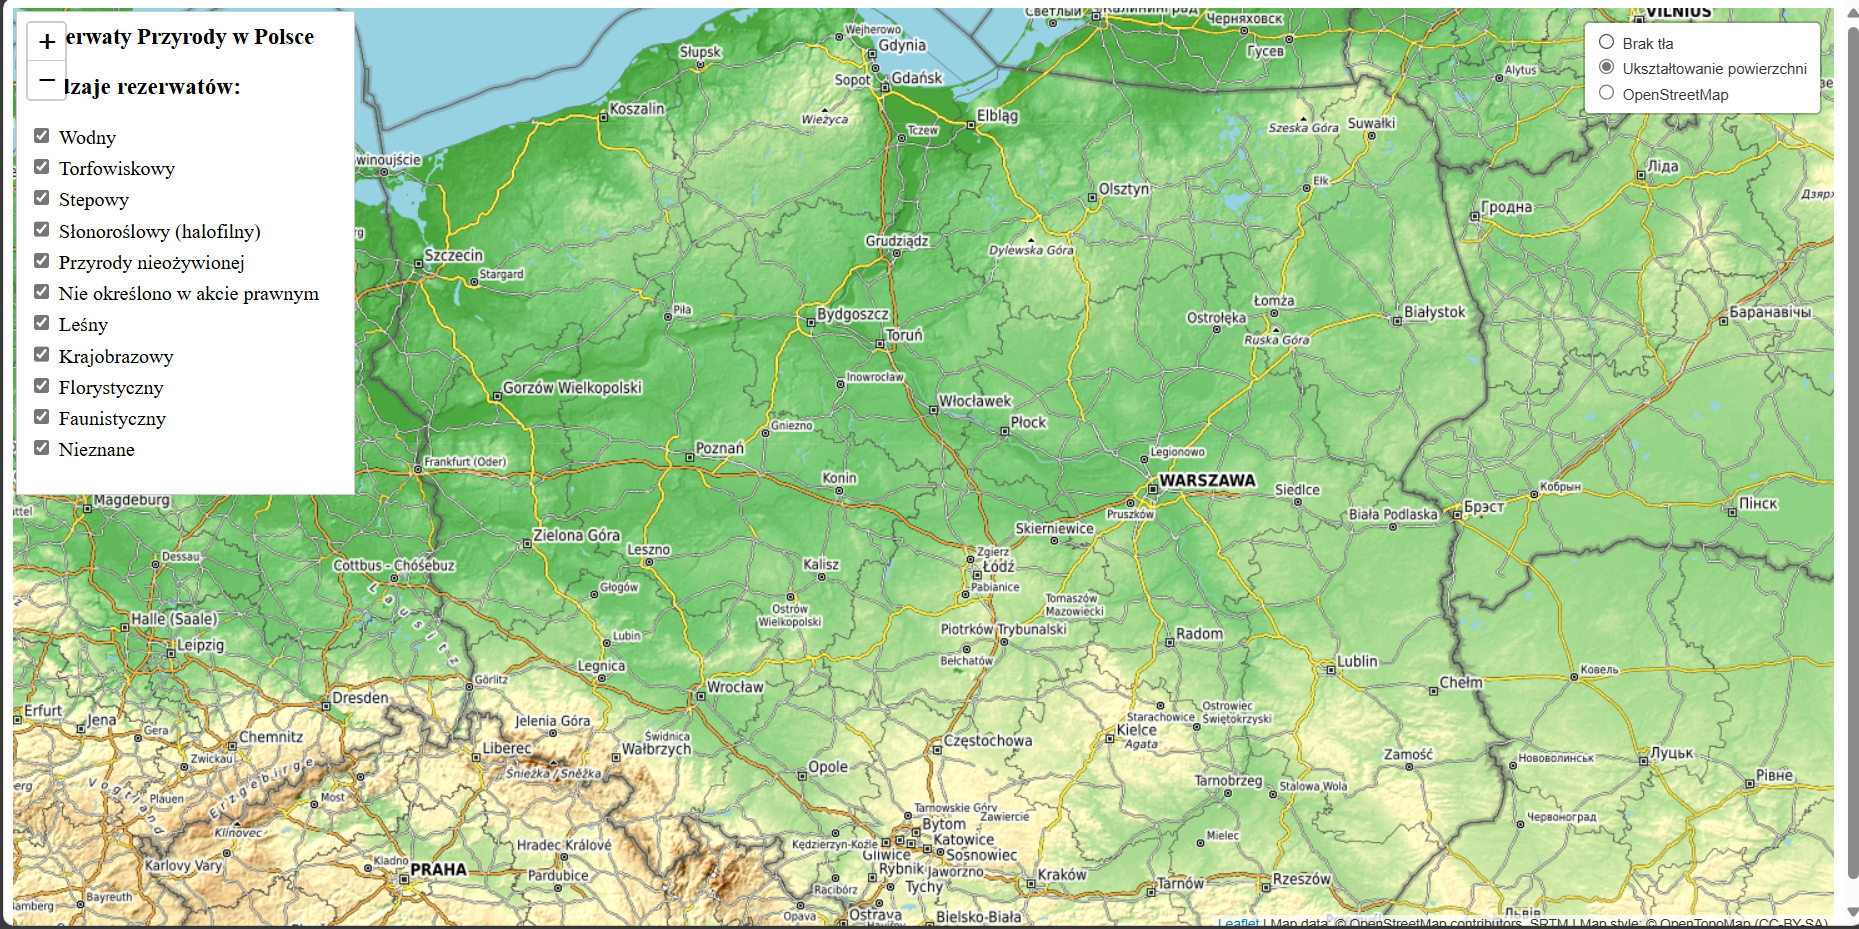 +
−
erwaty Przyrody w Polsce
dzaje rezerwatów:
Wodny
Torfowiskowy
Stepowy
Słonoroślowy (halofilny)
Przyrody nieożywionej
Nie określono w akcie prawnym
Leśny
Krajobrazowy
Florystyczny
Faunistyczny
Nieznane
Brak tła
Ukształtowanie powierzchni
OpenStreetMap
Светлый
Калининград
Черняховск
Гусев
VILNIUS
Alytus
Wejherowo
Gdynia
Słupsk
Sopot
Gdańsk
Koszalin
Wieżyca
Tczew
Elbląg
Szeska Góra
Suwałki
Ліда
winoujście
Olsztyn
Ełk
Гродна
Дзярж
Grudziądz
Dylewska Góra
Szczecin
Stargard
Piła
Bydgoszcz
Toruń
Łomża
Ostrołęka
Ruska Góra
Białystok
Баранавічы
Gorzów Wielkopolski
Inowrocław
Włocławek
Płock
Gniezno
Poznań
Frankfurt (Oder)
Konin
Legionowo
WARSZAWA
Pruszków
Siedlce
Biała Podlaska
Брэст
Кобрын
Пінск
Magdeburg
ttel
Zielona Góra
Leszno
Skierniewice
Dessau
Cottbus - Chóśebuz
Kalisz
Zgierz
Łódź
Pabianice
Głogów
Lausitz
Ostrów
Wielkopolski
Tomaszów
Mazowiecki
Halle (Saale)
Leipzig
Lubin
Piotrków Trybunalski
Bełchatów
Radom
Legnica
Görlitz
Wrocław
Lublin
Chełm
Ковель
Dresden
Erfurt
Jena
Gera
Chemnitz
Zwickau
Jelenia Góra
Świdnica
Wałbrzych
Liberec
Śnieżka / Sněžka
Ostrowiec
Świętokrzyski
Starachowice
Kielce
Agata
Częstochowa
Opole
Zamość
Нововолинськ
Луцьк
Рівне
Vogtland
Erzgebirge
Plauen
Most
Klínovec
Tarnobrzeg
Stalowa Wola
Tarnowskie Góry
Zawiercie
Bytom
Katowice
Sosnowiec
Kędzierzyn-Koźle
Gliwice
Rybnik
Jaworzno
Tychy
Mielec
Червоноград
Karlovy Vary
Kladno
PRAHA
Hradec Králové
Pardubice
Racibórz
Kraków
Tarnów
Rzeszów
Bayreuth
amberg
Opava
Ostrava
Bielsko-Biała
Львів
Leaflet | Map data: © OpenStreetMap contributors, SRTM | Map style: © OpenTopoMap (CC-BY-SA)